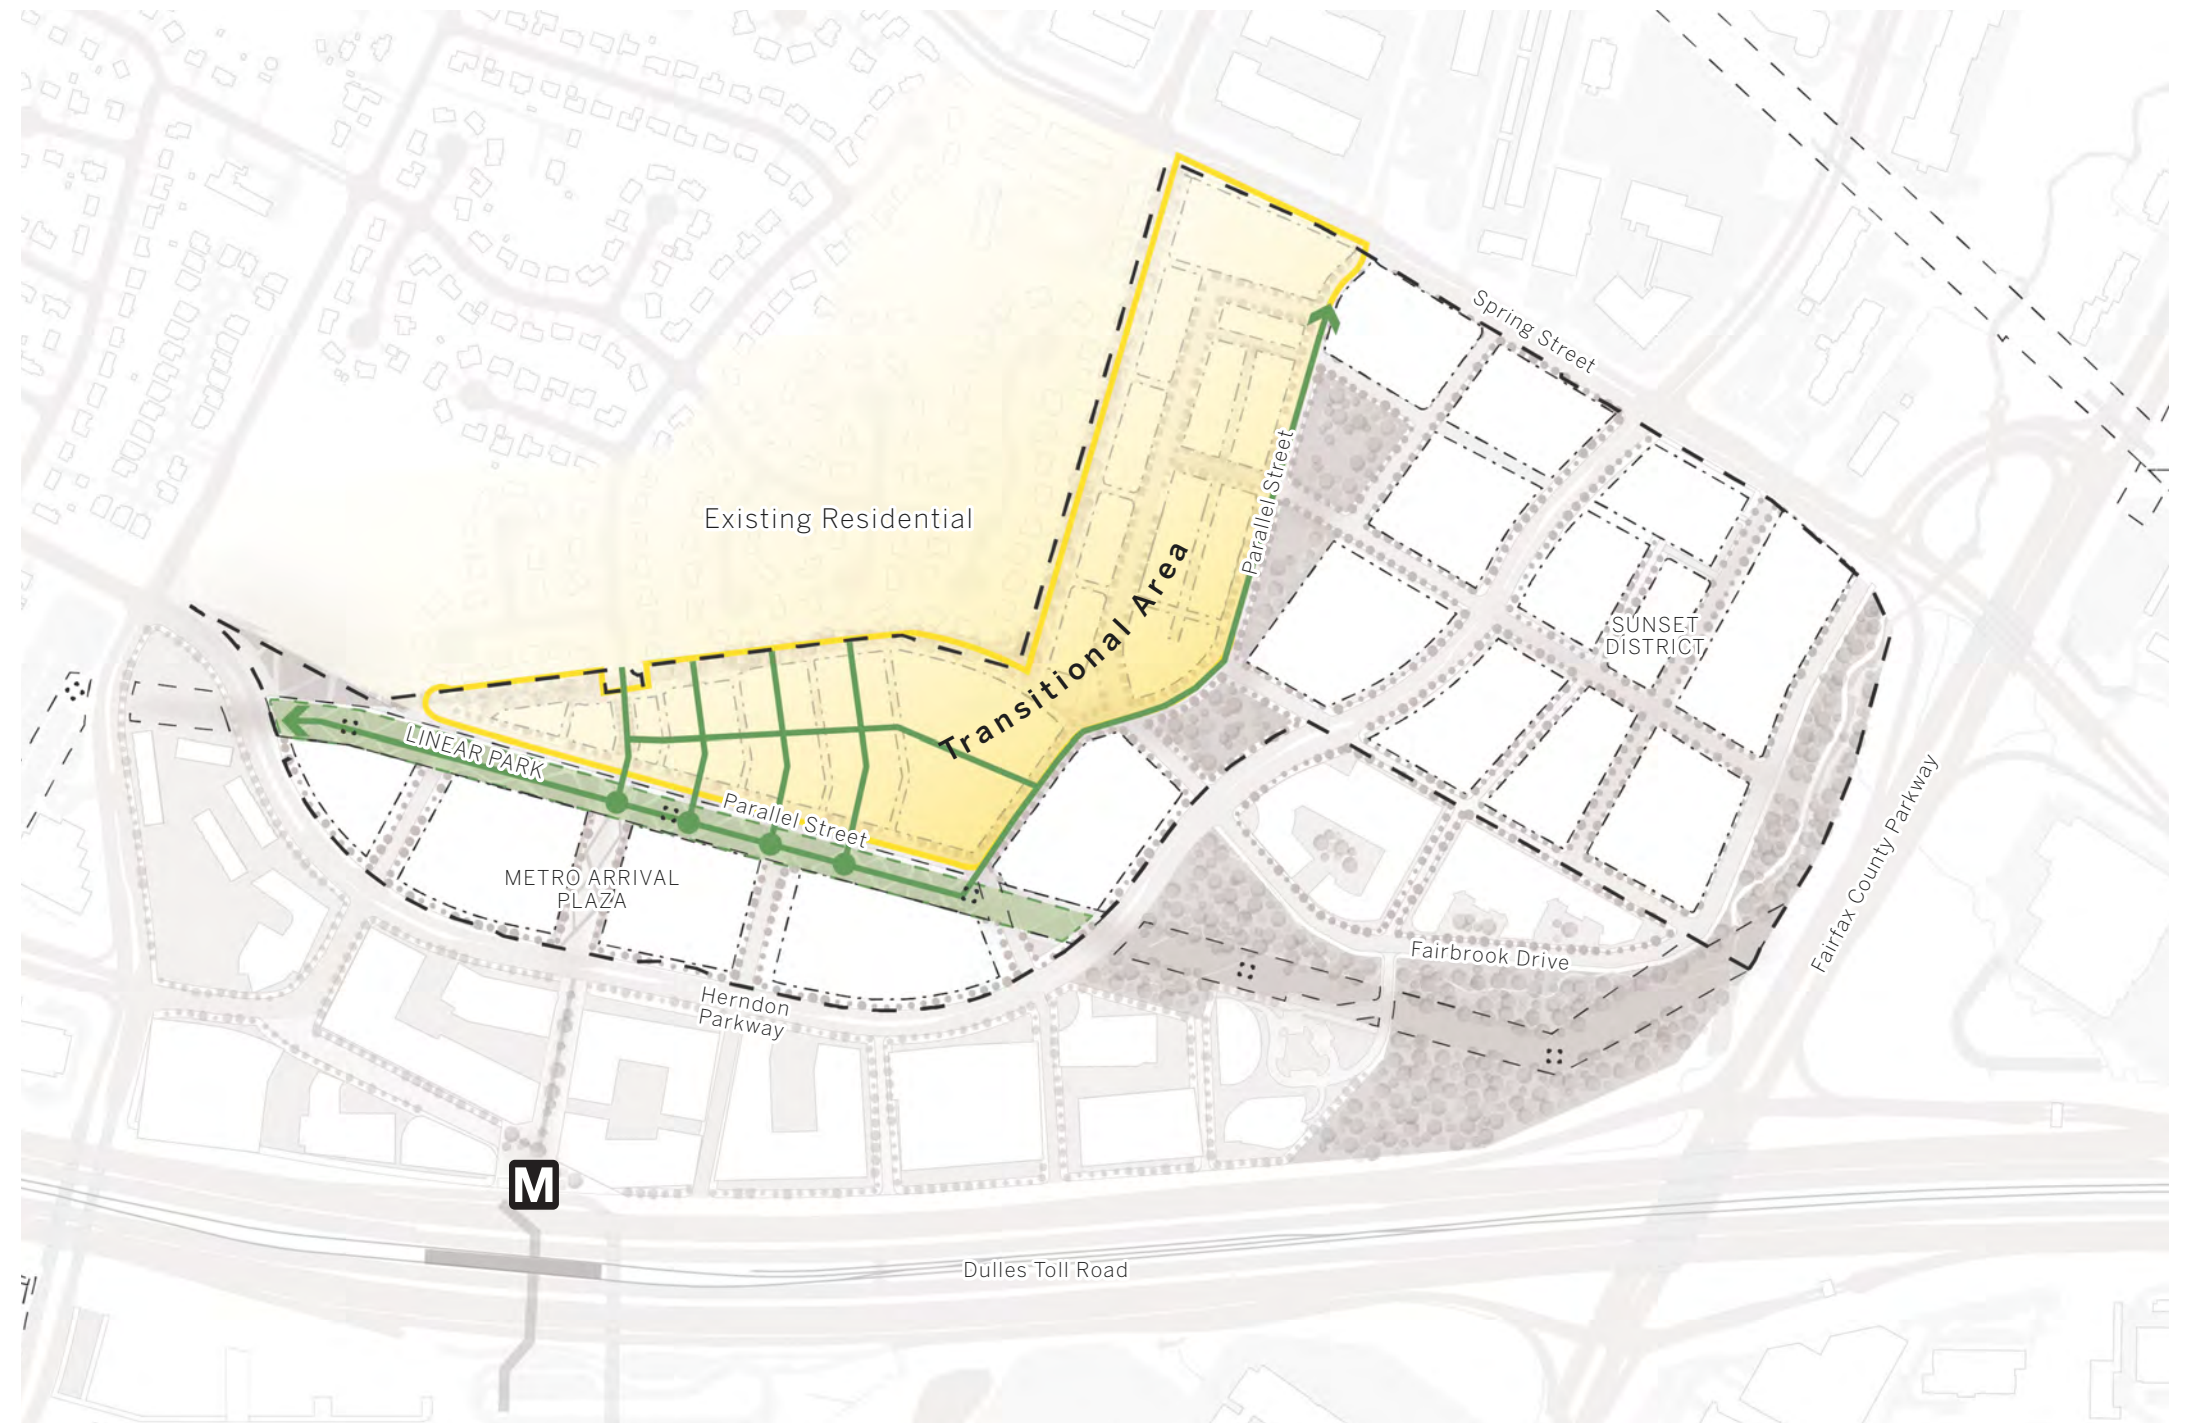 Spring Street
Existing Residential
Parallel Street
Transitional Area
SUNSET
DISTRICT
LINEAR PARK
Parallel Street
METRO ARRIVAL
PLAZA
Fairfax County Parkway
Fairbrook Drive
Herndon
Parkway
M
Dulles Toll Road